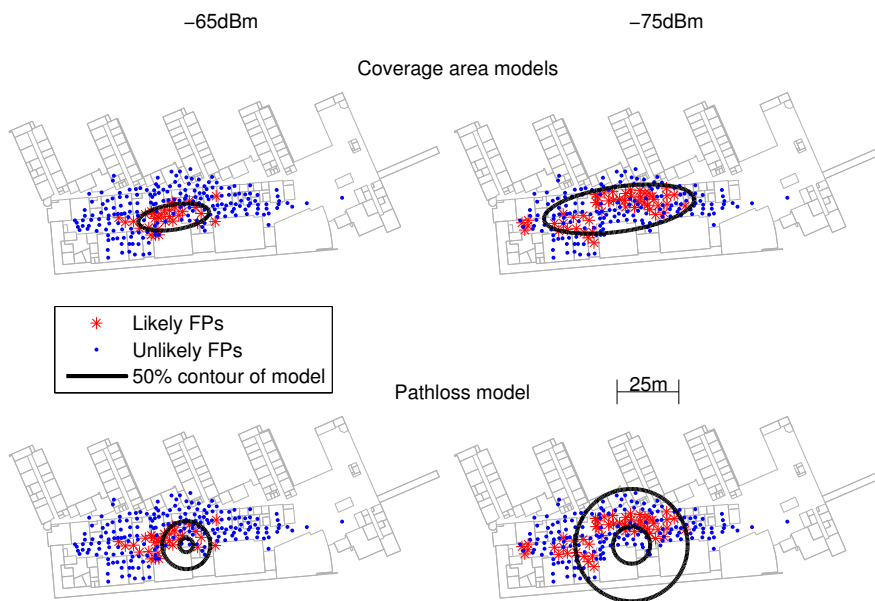 −65dBm
−75dBm
Coverage area models
Likely FPs
Unlikely FPs
50% contour of model
Pathloss model
25m